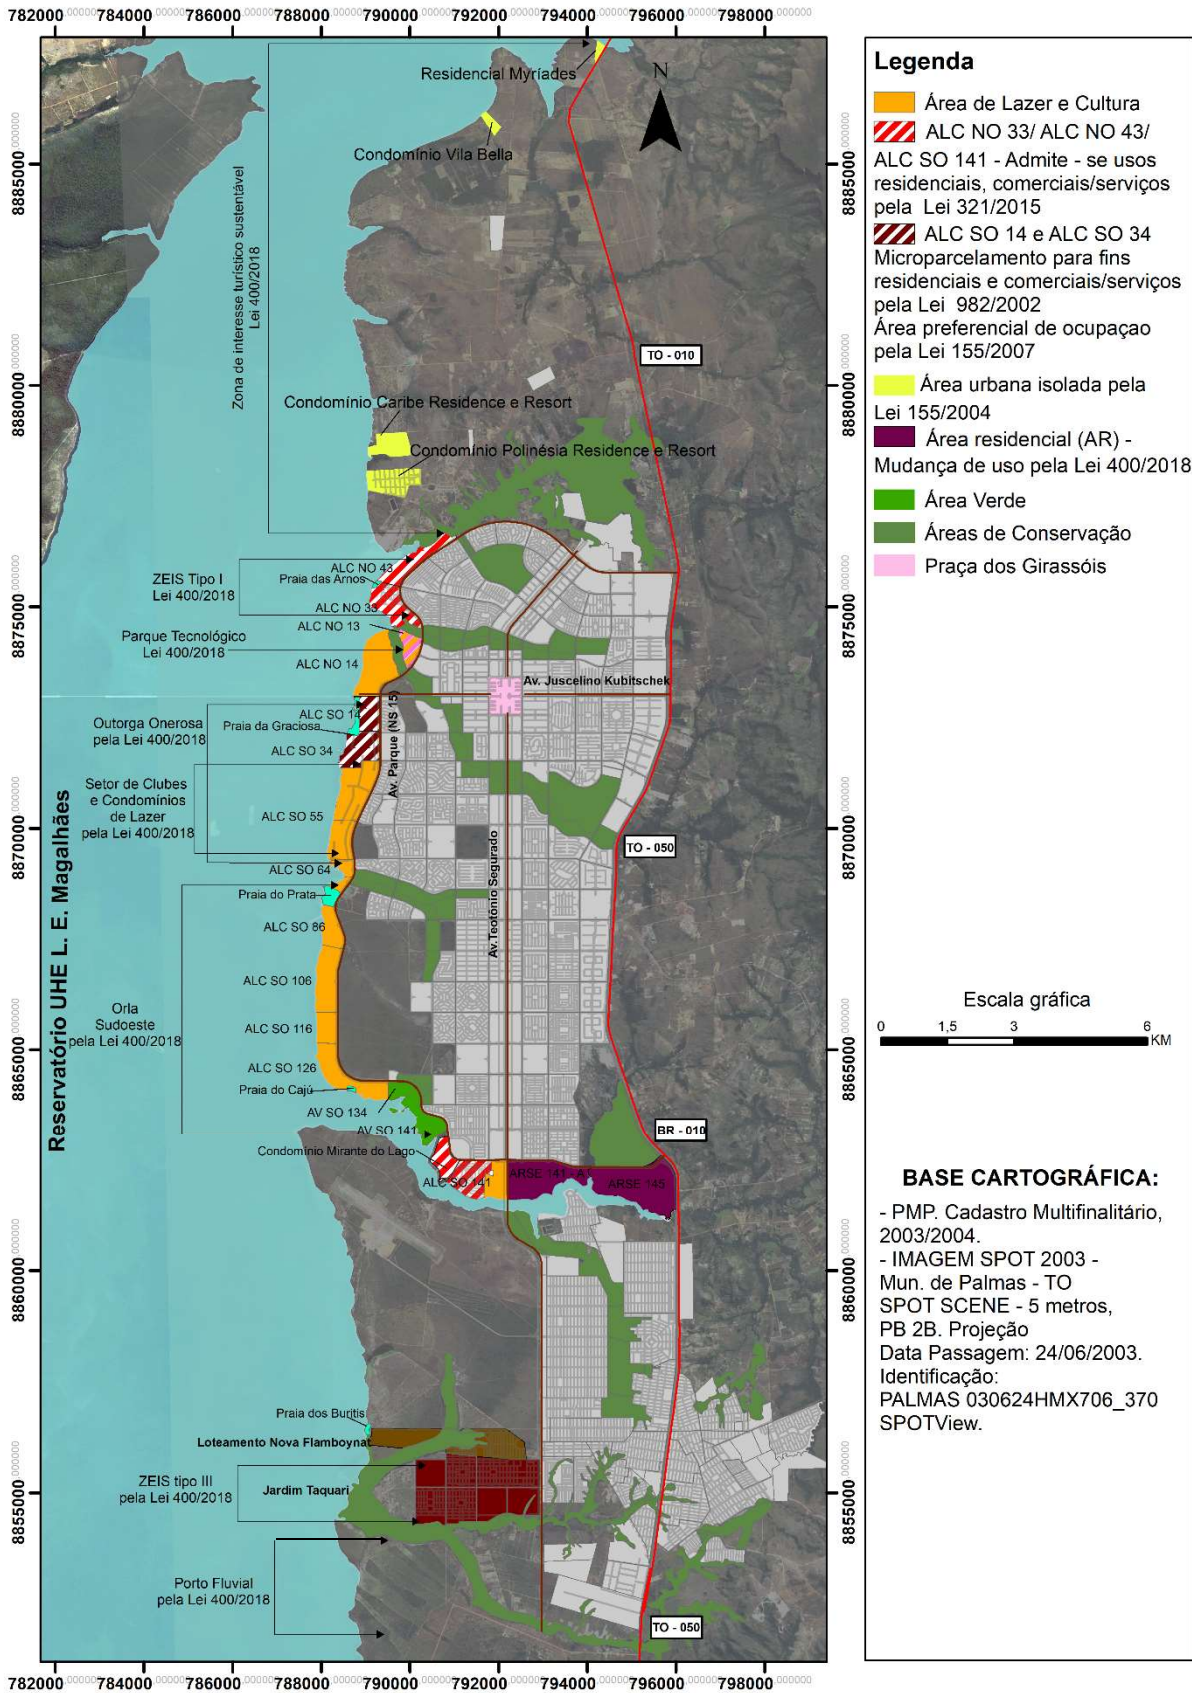 782000 784000 786000 788000 790000 792000 794000 796000 798000
8885000
8880000
8875000
8870000
8865000
8860000
8855000
Residencial Myríades
N
Condomínio Vila Bella
Zona de interesse turístico sustentável
Lei 400/2018
TO - 010
Condomínio Caribe Residence e Resort
Condomínio Polinésia Residence e Resort
ALC NO 43
Praia das Arnos
ZEIS Tipo I
Lei 400/2018
ALC NO 33
ALC NO 13
Parque Tecnológico
Lei 400/2018
ALC NO 14
Av. Juscelino Kubitschek
Av. Parque (NS 15)
ALC SO 14
Outorga Onerosa
pela Lei 400/2018
Praia da Graciosa
ALC SO 34
Setor de Clubes
e Condomínios
de Lazer
pela Lei 400/2018
ALC SO 55
TO - 050
ALC SO 64
Praia do Prata
Av.Teotônio Segurado
ALC SO 86
Reservatório UHE L. E. Magalhães
ALC SO 106
Orla
Sudoeste
pela Lei 400/2018
ALC SO 116
ALC SO 126
Praia do Cajú
AV SO 134
AV SO 141
BR - 010
Condomínio Mirante do Lago
ALC SO 141
ARSE 141 - A1
ARSE 145
Praia dos Buritis
Loteamento Nova Flamboynat
ZEIS tipo III
pela Lei 400/2018
Jardim Taquari
Porto Fluvial
pela Lei 400/2018
TO - 050
8885000
8880000
8875000
8870000
8865000
8860000
8855000
782000 784000 786000 788000 790000 792000 794000 796000 798000
Legenda
Área de Lazer e Cultura
ALC NO 33/ ALC NO 43/
ALC SO 141 - Admite - se usos
residenciais, comerciais/serviços
pela Lei 321/2015
ALC SO 14 e ALC SO 34
Microparcelamento para fins
residenciais e comerciais/serviços
pela Lei 982/2002
Área preferencial de ocupaçao
pela Lei 155/2007
Área urbana isolada pela
Lei 155/2004
Área residencial (AR) -
Mudança de uso pela Lei 400/2018
Área Verde
Áreas de Conservação
Praça dos Girassóis
Escala gráfica
0 1,5 3 6
KM
BASE CARTOGRÁFICA:
- PMP. Cadastro Multifinalitário,
2003/2004.
- IMAGEM SPOT 2003 -
Mun. de Palmas - TO
SPOT SCENE - 5 metros,
PB 2B. Projeção
Data Passagem: 24/06/2003.
Identificação:
PALMAS 030624HMX706_370
SPOTView.